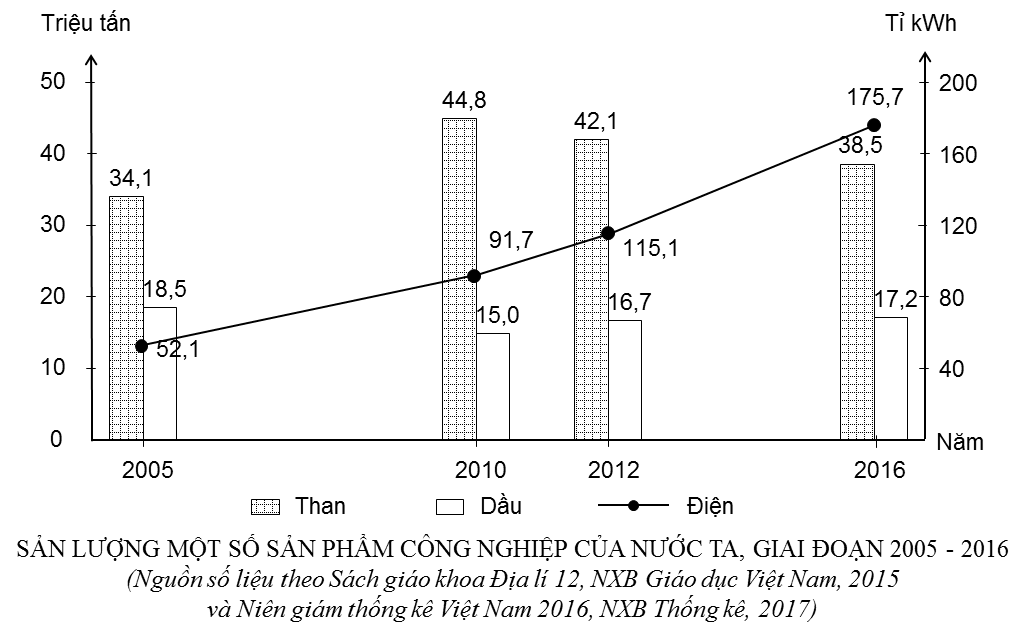 Triệu tấn Tỉ kWh
50 200
175,7
44,8
42,1
40 160
38,5
34,1
30 120
91,7
115,1
20 80
18,5
15,0
16,7
17,2
52,1
10 40
0 Năm
2005 2010 2012 2016
Than Dầu Điện
SẢN LƯỢNG MỘT SỐ SẢN PHẨM CÔNG NGHIỆP CỦA NƯỚC TA, GIAI ĐOẠN 2005 - 2016
(Nguồn số liệu theo Sách giáo khoa Địa lí 12, NXB Giáo dục Việt Nam, 2015
và Niên giám thống kê Việt Nam 2016, NXB Thống kê, 2017)